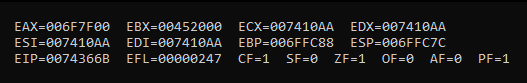 EAX=006F7F00 EBX=00452000 ECX=007410AA EDX=007410AA
ESI=007410AA EDI=007410AA EBP=006FFC88 ESP=006FFC7C
EIP=0074366B EFL=00000247 CF=1 SF=0 ZF=1 OF=0 AF=0 PF=1